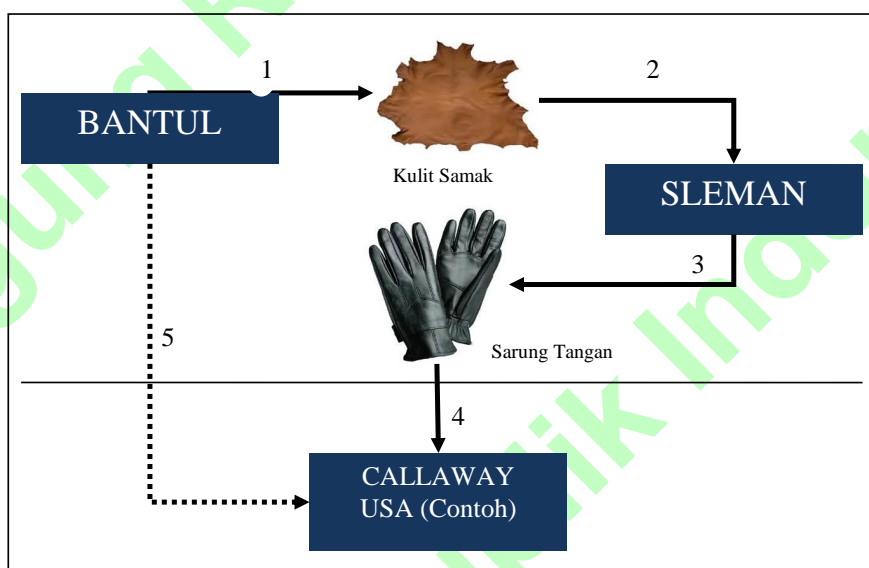 1
2
BANTUL
Kulit Samak
SLEMAN
3
5
Sarung Tangan
4
CALLAWAY
USA (Contoh)